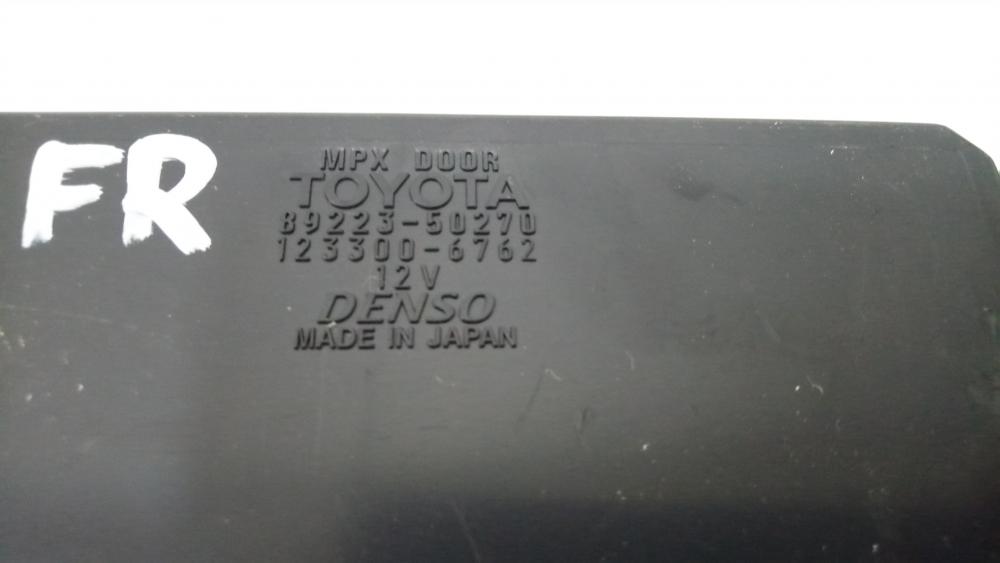 FR
MPX DOOR
TOYOTA
89223-50270
123300-6762
12V
DENSO
MADE IN JAPAN